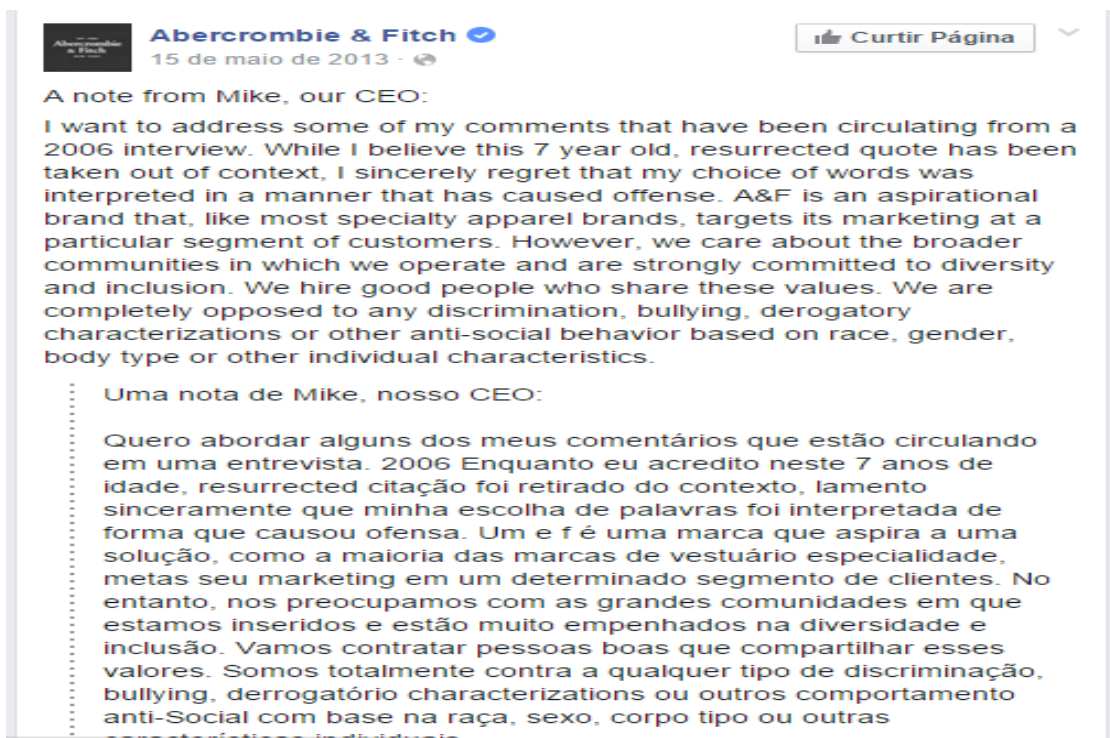 Abercrombie & Fitch
Abercrombie & Fitch
Curtir Página
15 de maio de 2013 ·
A note from Mike, our CEO:
I want to address some of my comments that have been circulating from a
2006 interview. While I believe this 7 year old, resurrected quote has been
taken out of context, I sincerely regret that my choice of words was
interpreted in a manner that has caused offense. A&F is an aspirational
brand that, like most specialty apparel brands, targets its marketing at a
particular segment of customers. However, we care about the broader
communities in which we operate and are strongly committed to diversity
and inclusion. We hire good people who share these values. We are
completely opposed to any discrimination, bullying, derogatory
characterizations or other anti-social behavior based on race, gender,
body type or other individual characteristics.
Uma nota de Mike, nosso CEO:
Quero abordar alguns dos meus comentários que estão circulando
em uma entrevista. 2006 Enquanto eu acredito neste 7 anos de
idade, resurrected citação foi retirado do contexto, lamento
sinceramente que minha escolha de palavras foi interpretada de
forma que causou ofensa. Um e f é uma marca que aspira a uma
solução, como a maioria das marcas de vestuário especialidade,
metas seu marketing em um determinado segmento de clientes. No
entanto, nos preocupamos com as grandes comunidades em que
estamos inseridos e estão muito empenhados na diversidade e
inclusão. Vamos contratar pessoas boas que compartilhar esses
valores. Somos totalmente contra a qualquer tipo de discriminação,
bullying, derrogatório characterizations ou outros comportamento
anti-Social com base na raça, sexo, corpo tipo ou outras